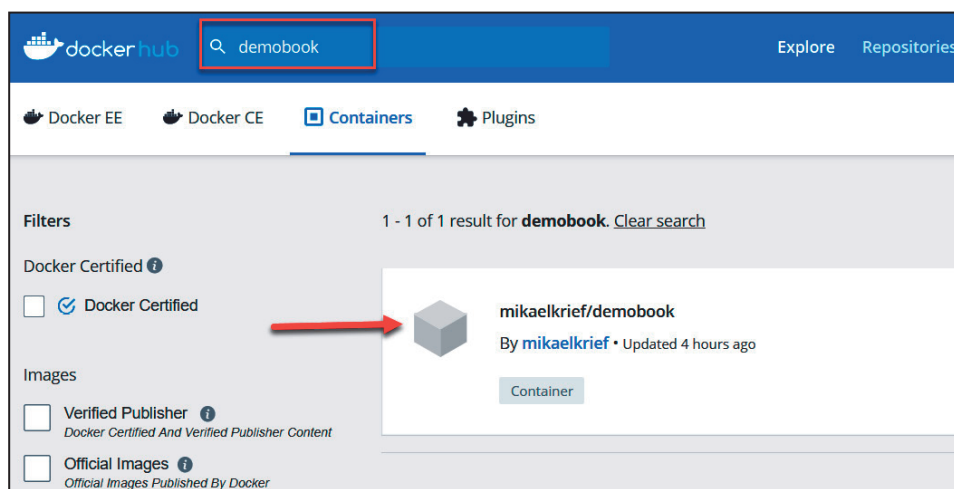 dockerhub demobook Explore Repositories
Docker EE Docker CE Containers Plugins
Filters
1 - 1 of 1 result for demobook. Clear search
Docker Certified
Docker Certified
mikaelkrief/demobook
By mikaelkrief • Updated 4 hours ago
Container
Images
Verified Publisher
Docker Certified And Verified Publisher Content
Official Images
Official Images Published By Docker